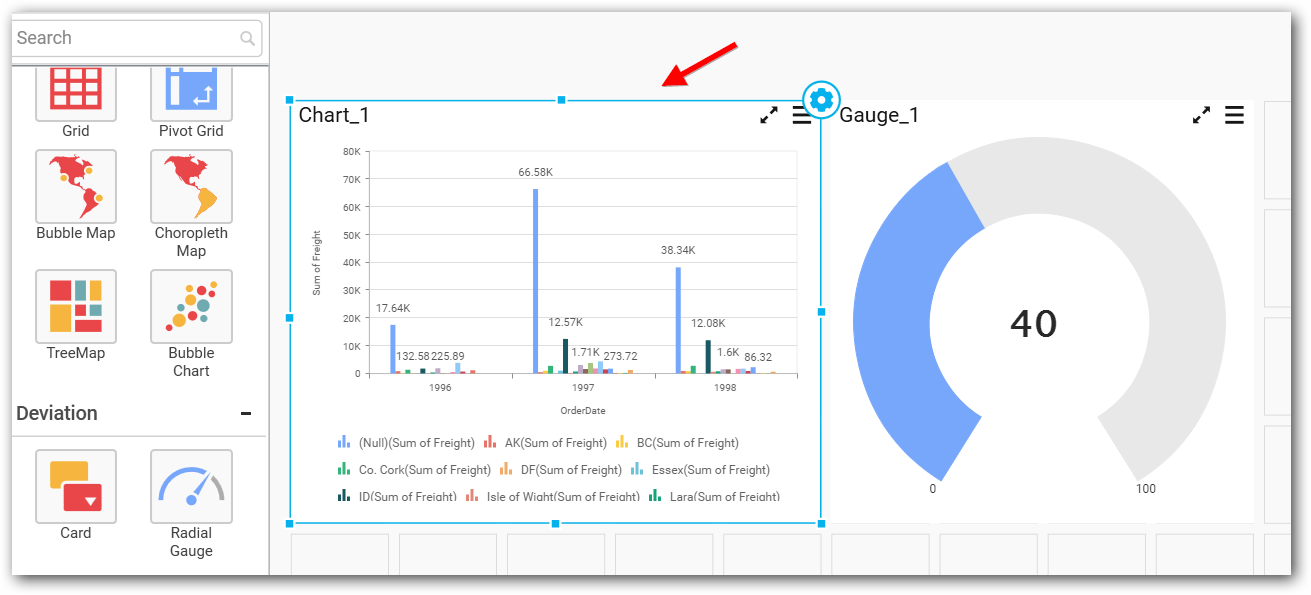 Search
Grid
Pivot Grid
Bubble Map
Choropleth
Map
TreeMap
Bubble
Chart
Deviation
Card
Radial
Gauge
Chart_1
80K
70K
60K
50K
40K
30K
20K
10K
0
Sum of Freight
17.64K
132.58
225.89
66.58K
12.57K
1.71K
273.72
38.34K
12.08K
1.6K
86.32
1996
1997
1998
OrderDate
(Null)(Sum of Freight) AK(Sum of Freight) BC(Sum of Freight)
Co. Cork(Sum of Freight) DF(Sum of Freight) Essex(Sum of Freight)
ID(Sum of Freight) Isle of Wight(Sum of Freight) Lara(Sum of Freight)
Gauge_1
40
0
100